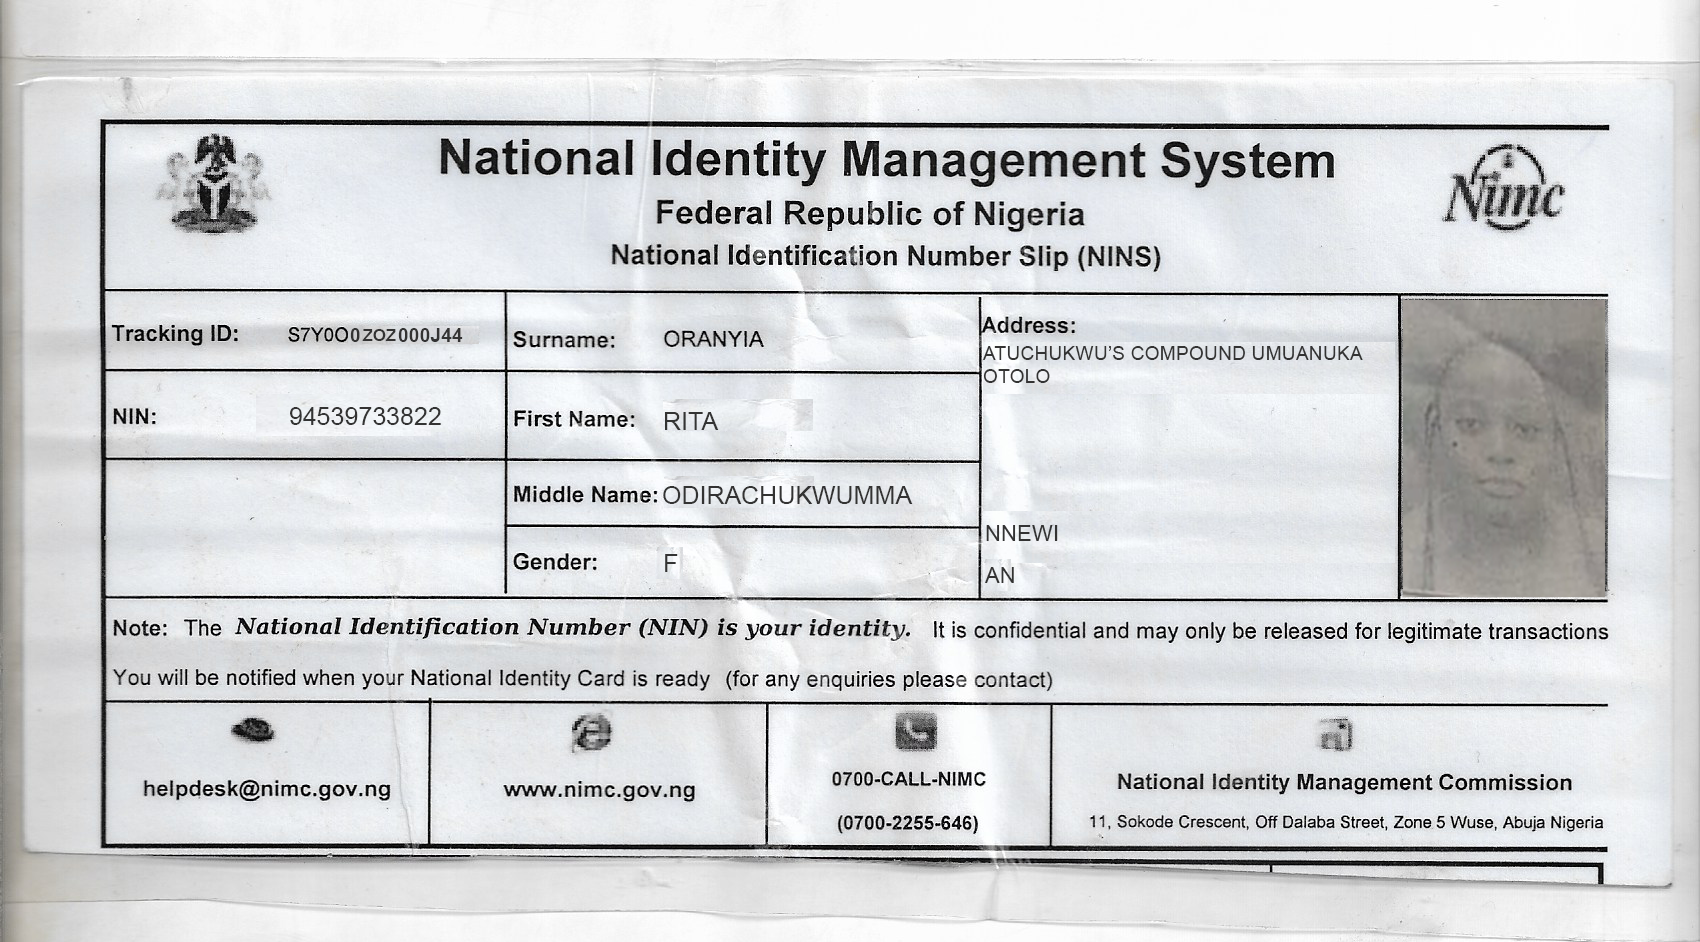 National Identity Management System
Federal Republic of Nigeria
National Identification Number Slip (NINS)
Nimc
Tracking ID: S7Y0O0ZOZ000J44
Surname: ORANYIA
Address:
ATUCHUKWU'S COMPOUND UMUANUKA
OTOLO
NIN: 94539733822
First Name: RITA
Middle Name: ODIRACHUKWUMMA
NNEWI
Gender: F
AN
Note: The National Identification Number (NIN) is your identity. It is confidential and may only be released for legitimate transactions
You will be notified when your National Identity Card is ready (for any enquiries please contact)
helpdesk@nimc.gov.ng
www.nimc.gov.ng
0700-CALL-NIMC
(0700-2255-646)
National Identity Management Commission
11, Sokode Crescent, Off Dalaba Street, Zone 5 Wuse, Abuja Nigeria